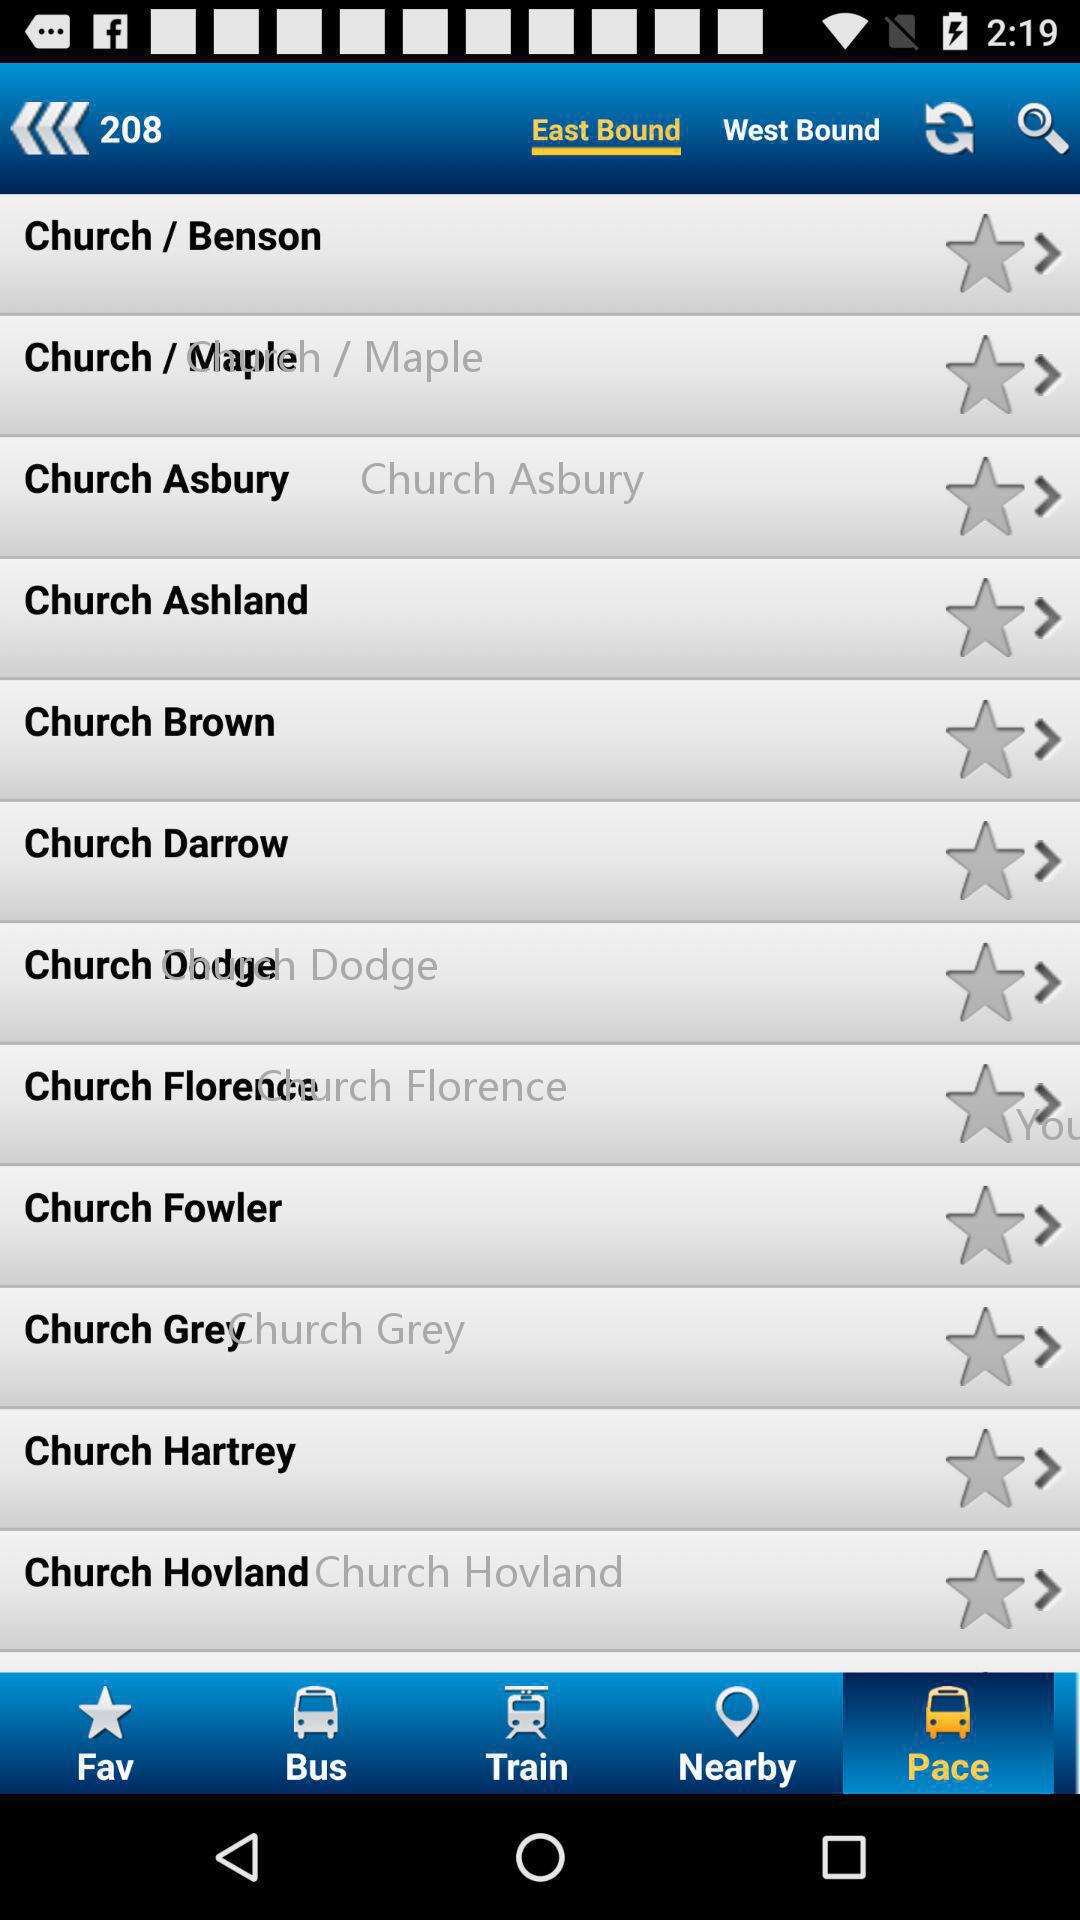 2:19
208 East Bound West Bound
Church / Benson
Church / Maple Church / Maple
Church Asbury Church Asbury
Church Ashland
Church Brown
Church Darrow
Church Dodge Church Dodge
Church Florence Church Florence
You
Church Fowler
Church Grey Church Grey
Church Hartrey
Church Hovland Church Hovland
Fav Bus Train Nearby Pace